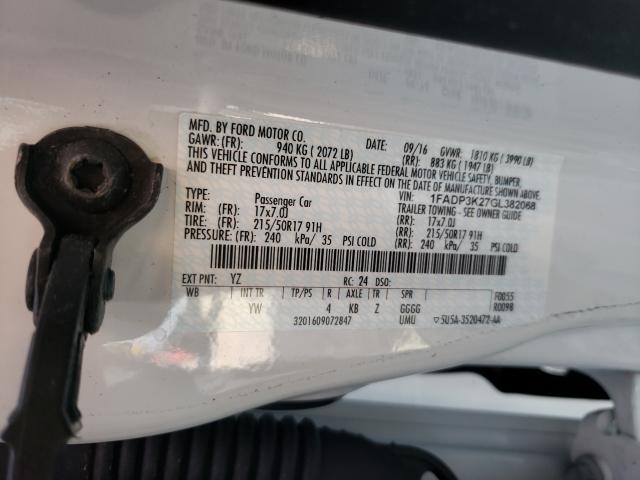 MFD. BY FORD MOTOR CO.
DATE: 09/16 GVWR: 1810 KG ( 3990 LB)
GAWR: (FR): 940 KG ( 2072 LB) (RR): 883 KG ( 1947 LB)
THIS VEHICLE CONFORMS TO ALL APPLICABLE FEDERAL MOTOR VEHICLE SAFETY, BUMPER,
AND THEFT PREVENTION STANDARDS IN EFFECT ON THE DATE OF MANUFACTURE SHOWN ABOVE.
VIN: 1FADP3K27GL382068
TYPE: Passenger Car TRAILER TOWING - SEE OWNER GUIDE
RIM: (FR): 17x7.0J (RR): 17x7.0J
TIRE: (FR): 215/50R17 91H (RR): 215/50R17 91H
PRESSURE: (FR): 240 kPa/ 35 PSI COLD (RR): 240 kPa/ 35 PSI COLD
EXT PNT: YZ RC: 24 DSO:
WB INT TR TP/PS R AXLE TR SPR F0055
YW 4 KB Z GGGG R0098
3201609072847 UMU ▽5U5A-3520472-AA